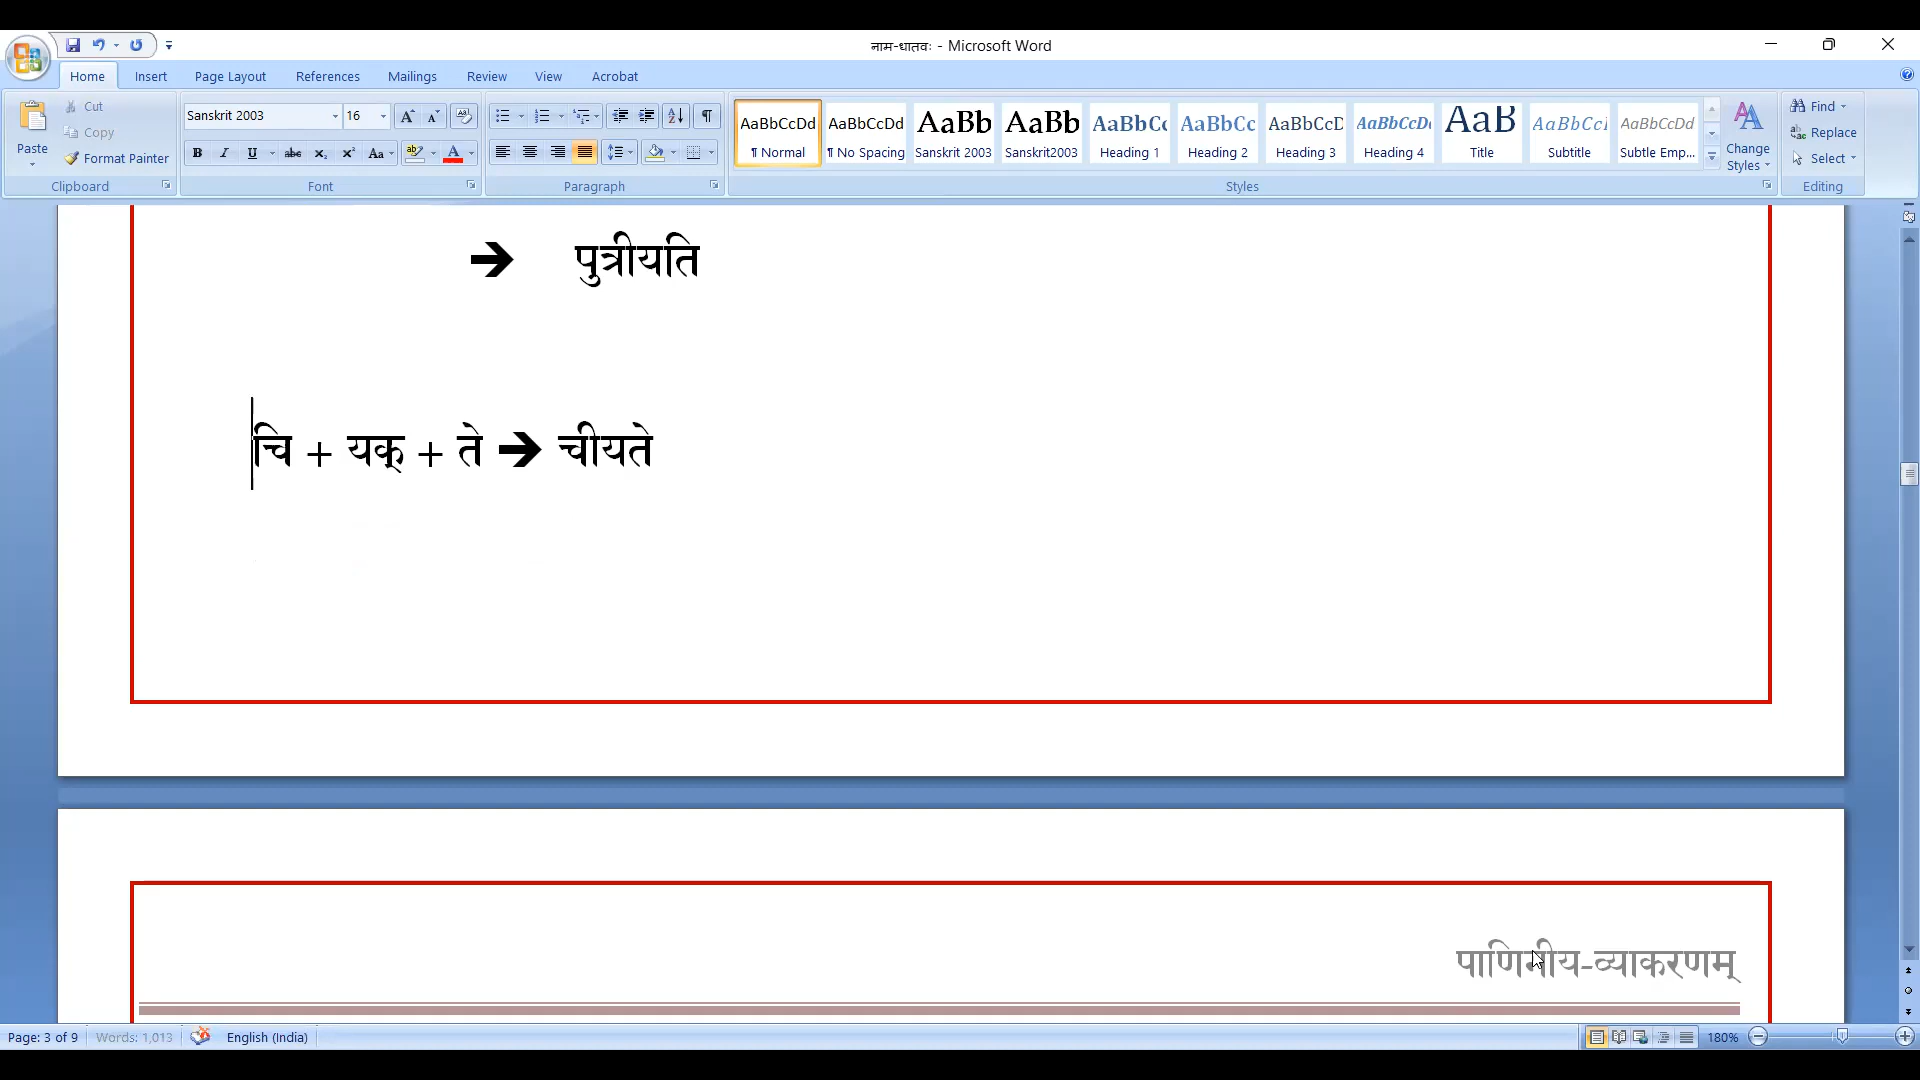 नाम-धातवः - Microsoft Word
Home Insert Page Layout References Mailings Review View Acrobat
Paste
Cut
Copy
Format Painter
Clipboard
Sanskrit 2003 16
Font
Paragraph
AaBbCcDd AaBbCcDd AaBb AaBb AaBbCc AaBbCc AaBbCcD AaBbCcD AaB AaBbCcI AaBbCcDd
¶ Normal ¶ No Spacing Sanskrit 2003 Sanskrit2003 Heading 1 Heading 2 Heading 3 Heading 4 Title Subtitle Subtle Emp...
Styles
Change Styles
Find
Replace
Select
Editing
➔ पुत्रीयति
चि + यक् + ते ➔ चीयते
पाणिनीय-व्याकरणम्
Page: 3 of 9 Words: 1,013 English (India) 180%